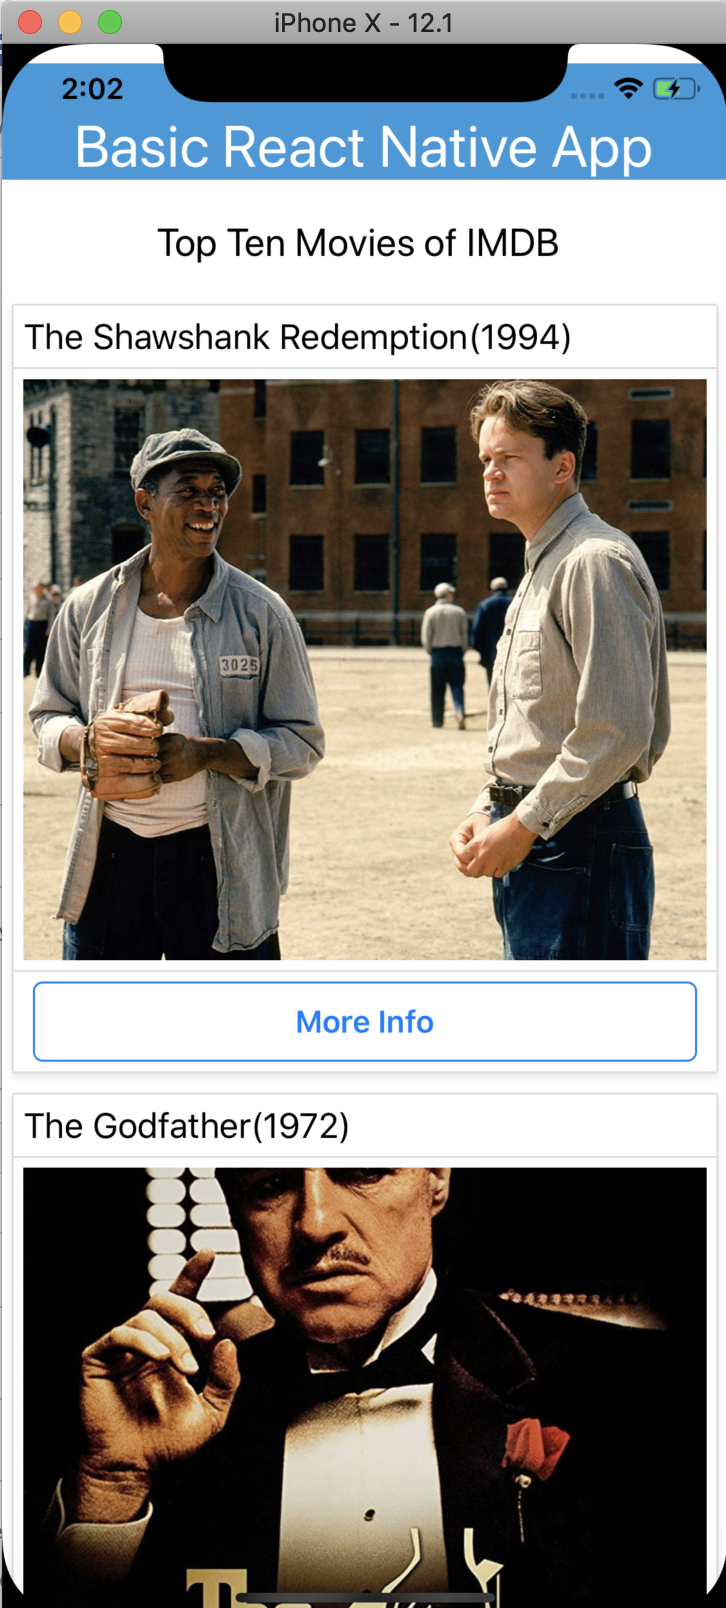 iPhone X - 12.1
2:02
Basic React Native App
Top Ten Movies of IMDB
The Shawshank Redemption(1994)
3025
More Info
The Godfather(1972)